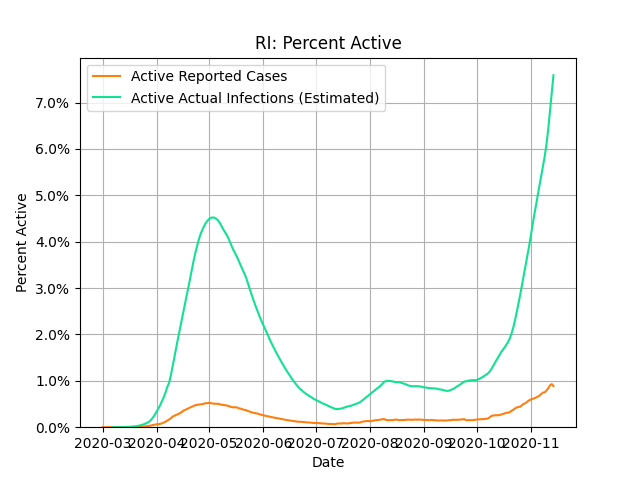 RI: Percent Active
Active Reported Cases
Active Actual Infections (Estimated)
7.0%
6.0%
5.0%
4.0%
3.0%
2.0%
1.0%
0.0%
Percent Active
2020-03 2020-04 2020-05 2020-06 2020-07 2020-08 2020-09 2020-10 2020-11
Date